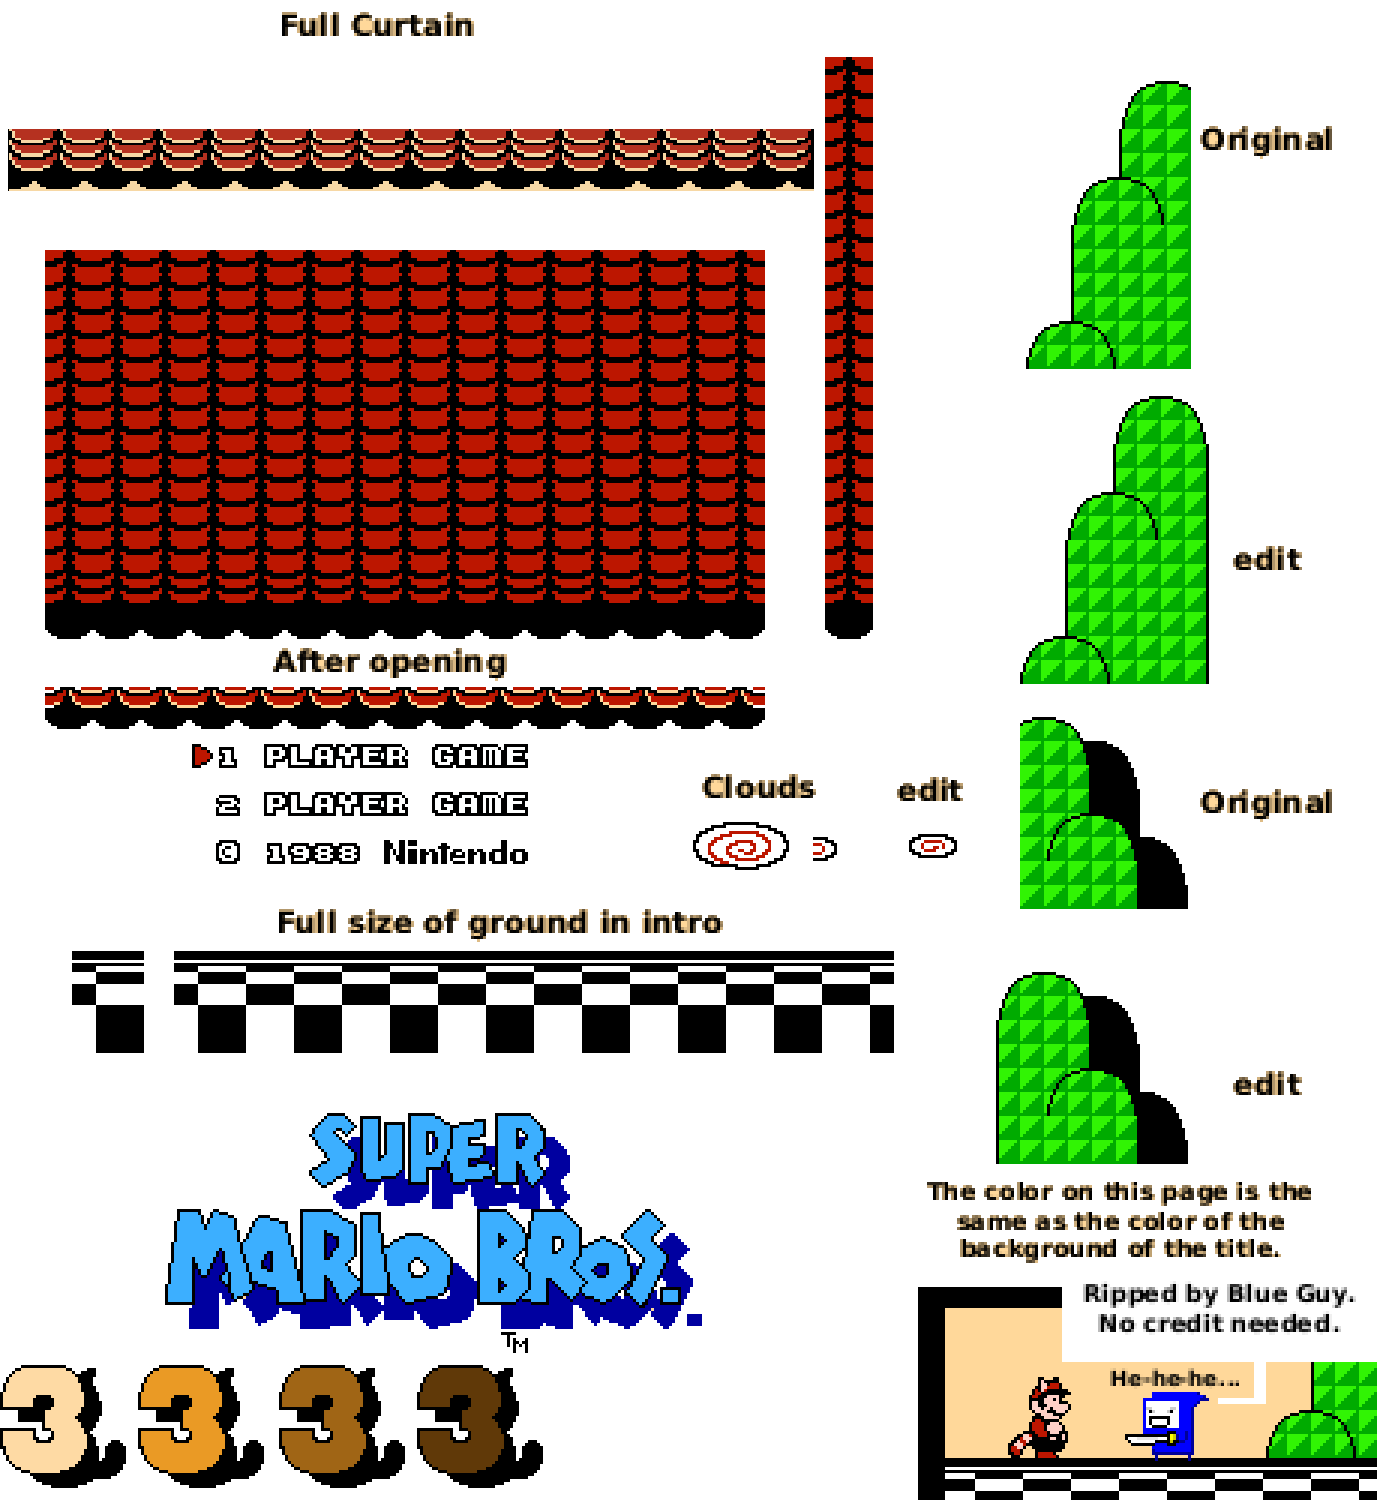 Full Curtain
Original
edit
After opening
1 PLAYER GAME
2 PLAYER GAME
© 1988 Nintendo
Clouds
edit
Original
Full size of ground in intro
edit
SUPER
MARIO BROS.
TM
3 3 3 3
The color on this page is the
same as the color of the
background of the title.
Ripped by Blue Guy.
No credit needed.
He-he-he...